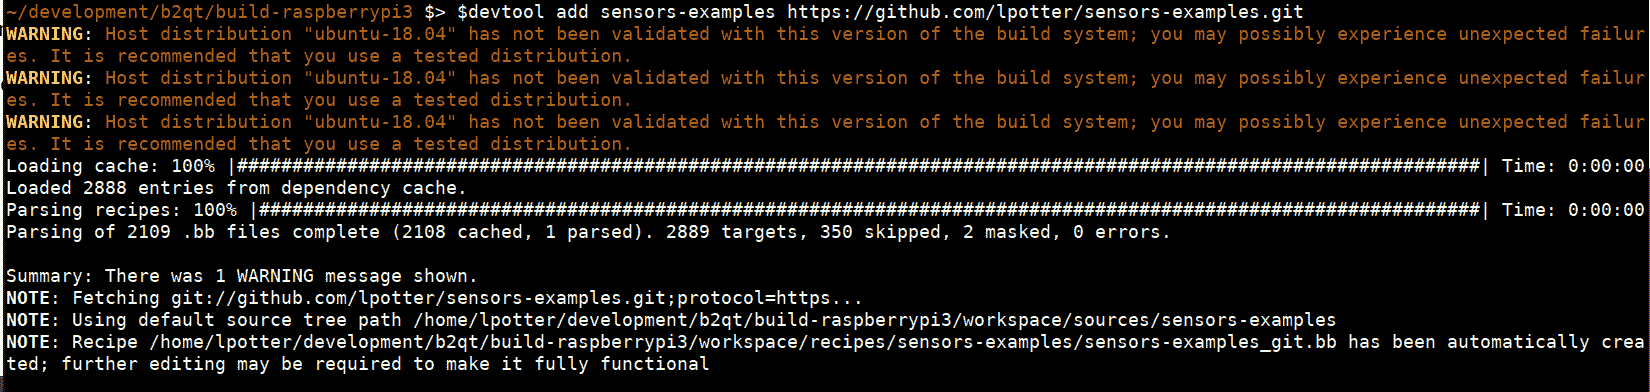 ~/development/b2qt/build-raspberrypi3 $> $devtool add sensors-examples https://github.com/lpotter/sensors-examples.git
WARNING: Host distribution "ubuntu-18.04" has not been validated with this version of the build system; you may possibly experience unexpected failur
es. It is recommended that you use a tested distribution.
WARNING: Host distribution "ubuntu-18.04" has not been validated with this version of the build system; you may possibly experience unexpected failur
es. It is recommended that you use a tested distribution.
WARNING: Host distribution "ubuntu-18.04" has not been validated with this version of the build system; you may possibly experience unexpected failur
es. It is recommended that you use a tested distribution.
Loading cache: 100% |#################################################################################################################| Time: 0:00:00
Loaded 2888 entries from dependency cache.
Parsing recipes: 100% |###############################################################################################################| Time: 0:00:00
Parsing of 2109 .bb files complete (2108 cached, 1 parsed). 2889 targets, 350 skipped, 2 masked, 0 errors.
Summary: There was 1 WARNING message shown.
NOTE: Fetching git://github.com/lpotter/sensors-examples.git;protocol=https...
NOTE: Using default source tree path /home/lpotter/development/b2qt/build-raspberrypi3/workspace/sources/sensors-examples
NOTE: Recipe /home/lpotter/development/b2qt/build-raspberrypi3/workspace/recipes/sensors-examples/sensors-examples_git.bb has been automatically crea
ted; further editing may be required to make it fully functional